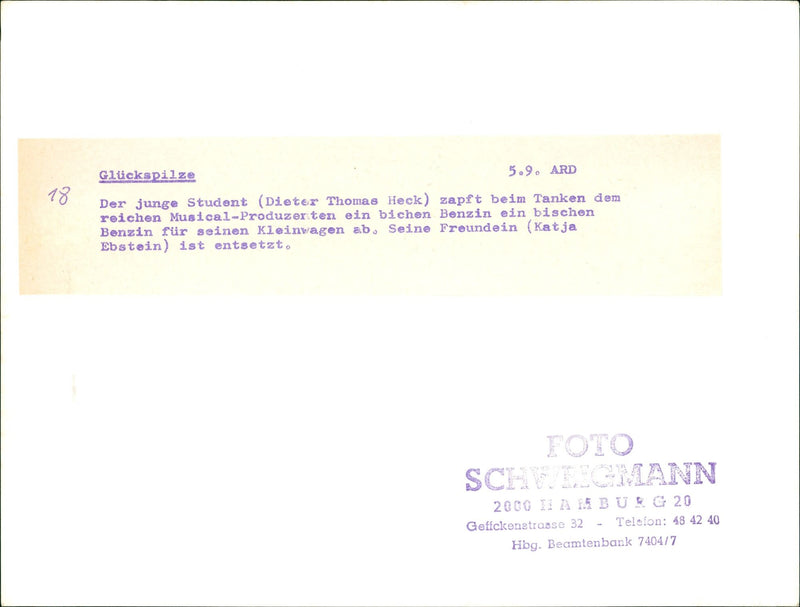 Glückspilze 5.9. ARD
18
Der junge Student (Dieter Thomas Heck) zapft beim Tanken dem
reichen Musical-Produzenten ein bichen Benzin ein bischen
Benzin für seinen Kleinwagen ab. Seine Freundein (Katja
Ebstein) ist entsetzt.
FOTO
SCHWEIGMANN
2000 HAMBURG 20
Geflckenstrasse 32 - Telefon: 48 42 40
Hbg. Beamtenbank 7404/7